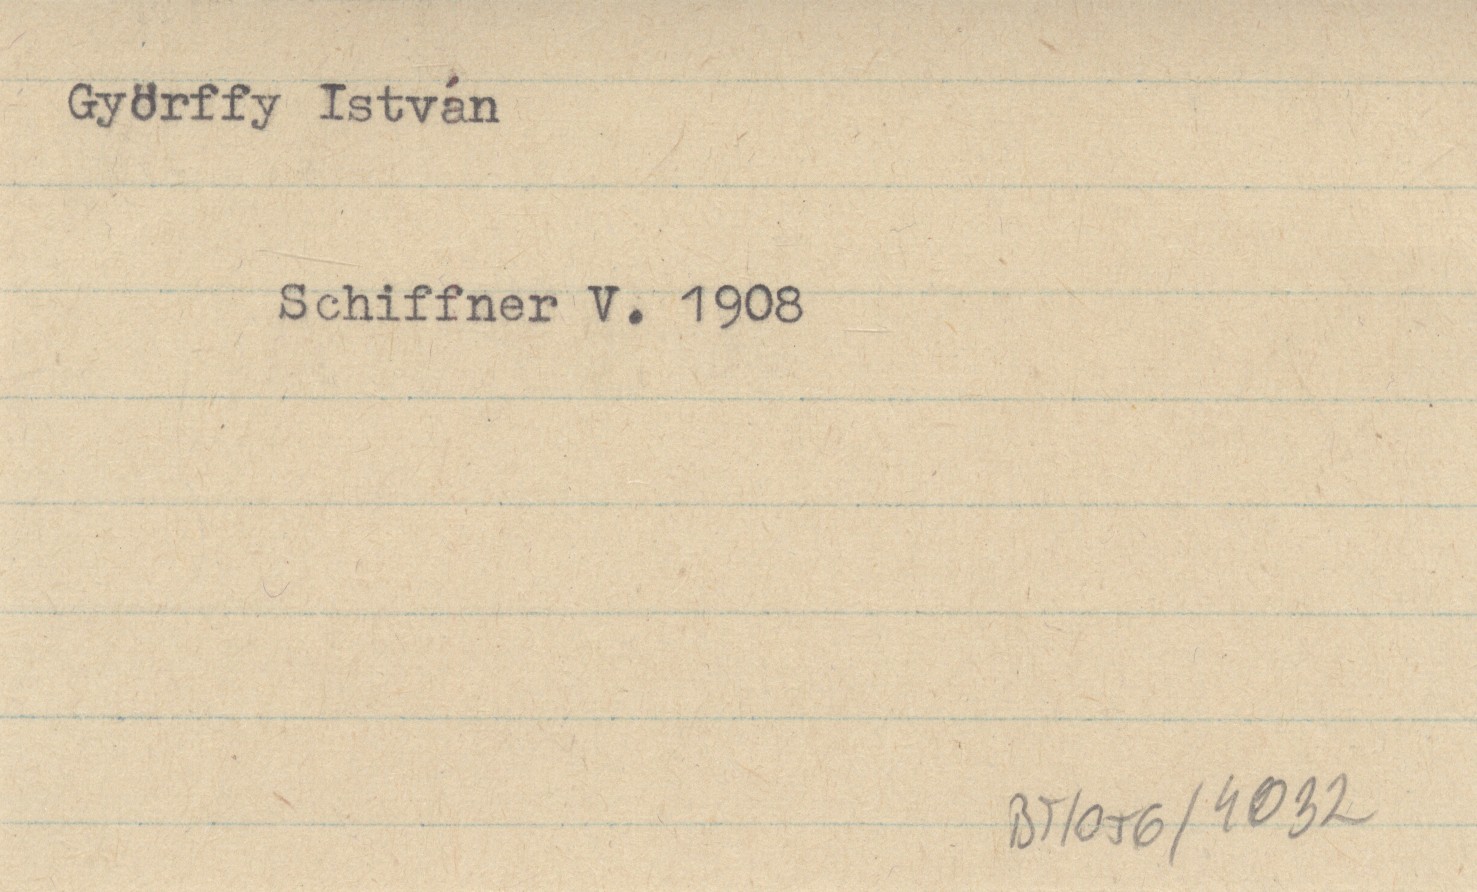 Györffy István
Schiffner V. 1908
BT/056/4032